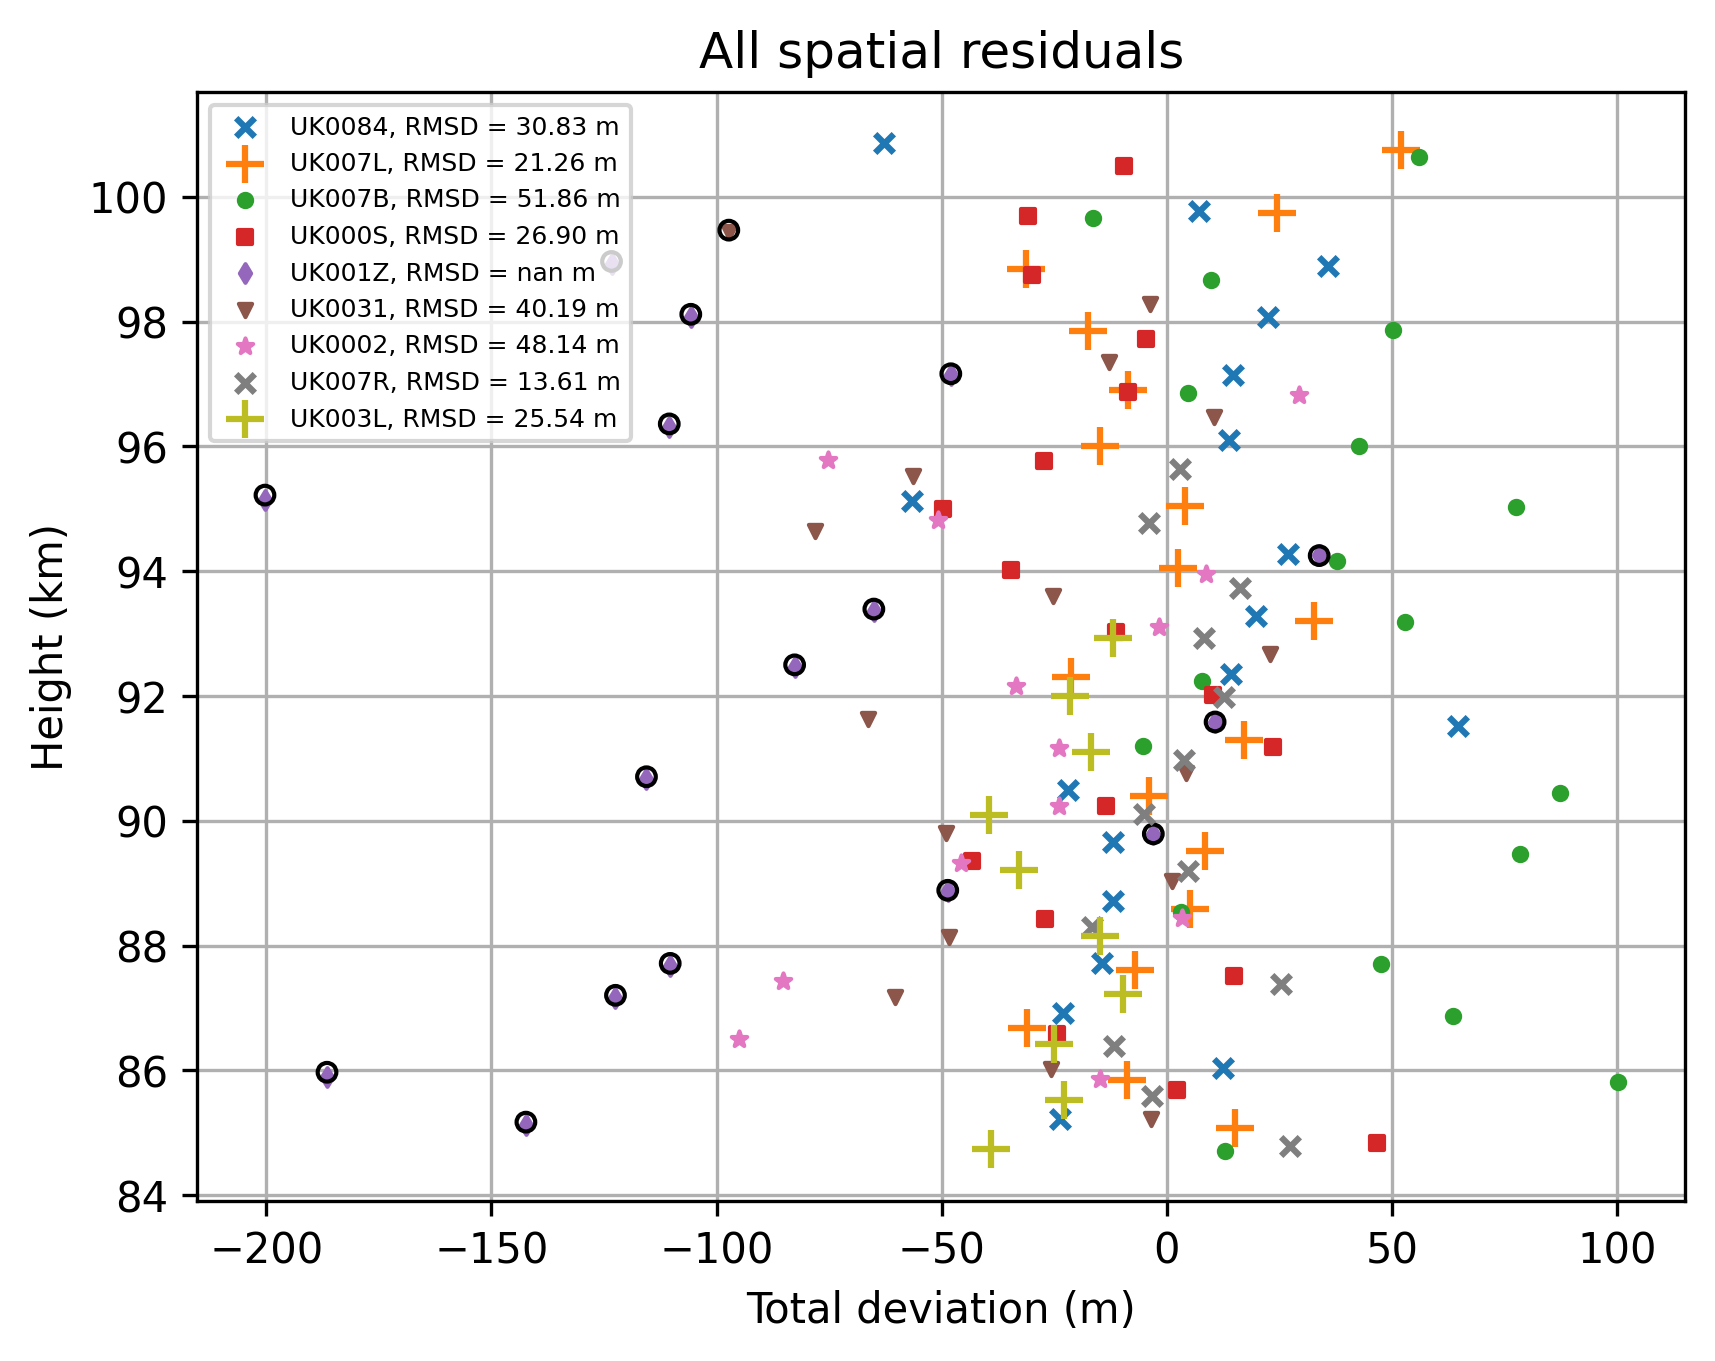 All spatial residuals
UK0084, RMSD = 30.83 m
UK007L, RMSD = 21.26 m
UK007B, RMSD = 51.86 m
UK000S, RMSD = 26.90 m
UK001Z, RMSD = nan m
UK0031, RMSD = 40.19 m
UK0002, RMSD = 48.14 m
UK007R, RMSD = 13.61 m
UK003L, RMSD = 25.54 m
100
98
96
94
92
90
88
86
84
Height (km)
−200 −150 −100 −50 0 50 100
Total deviation (m)